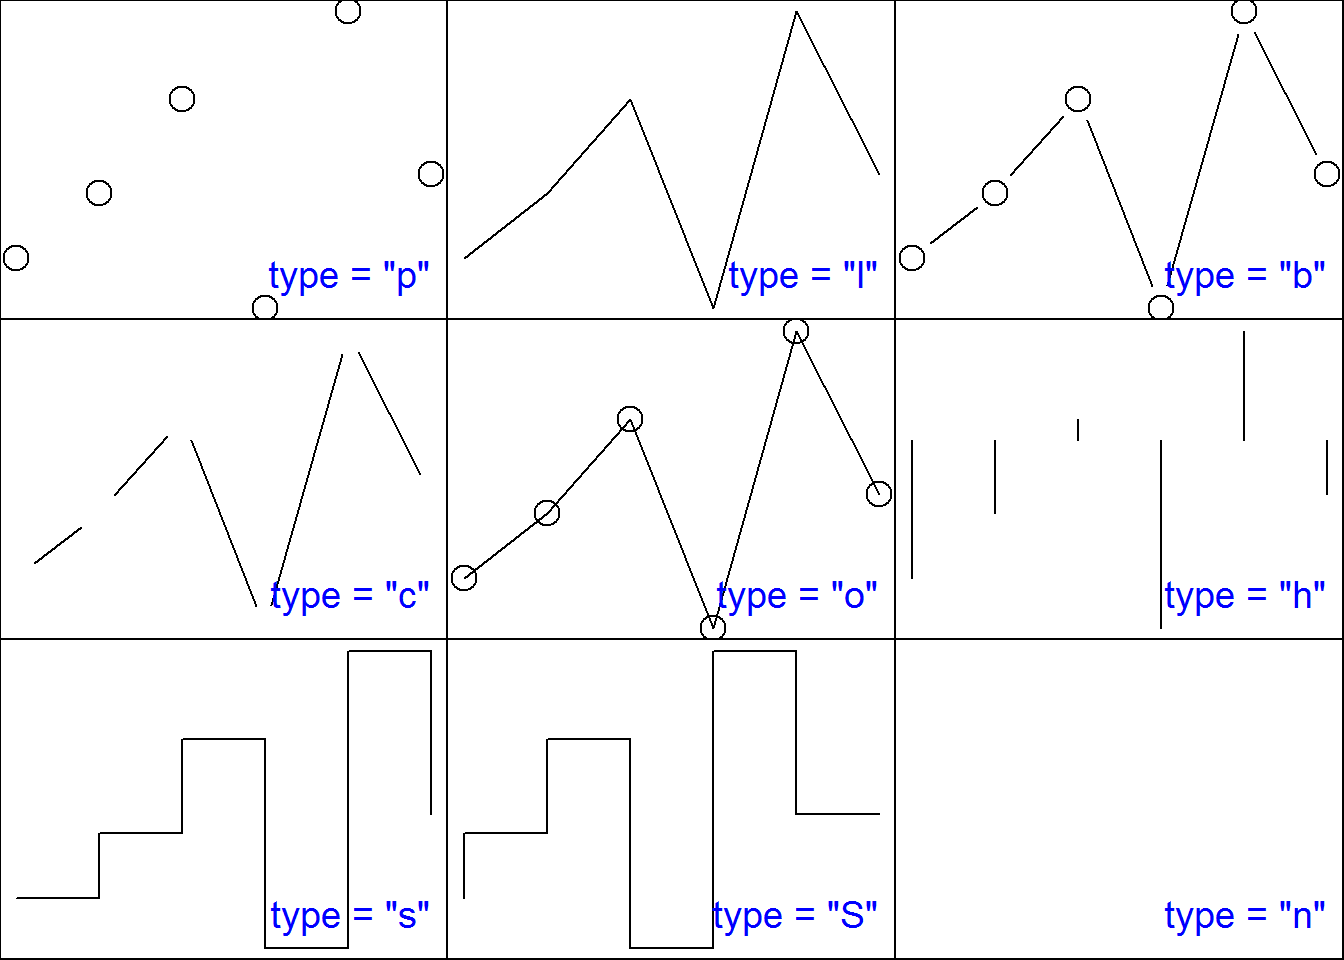 type = "p"
type = "l"
type = "b"
type = "c"
type = "o"
type = "h"
type = "s"
type = "S"
type = "n"